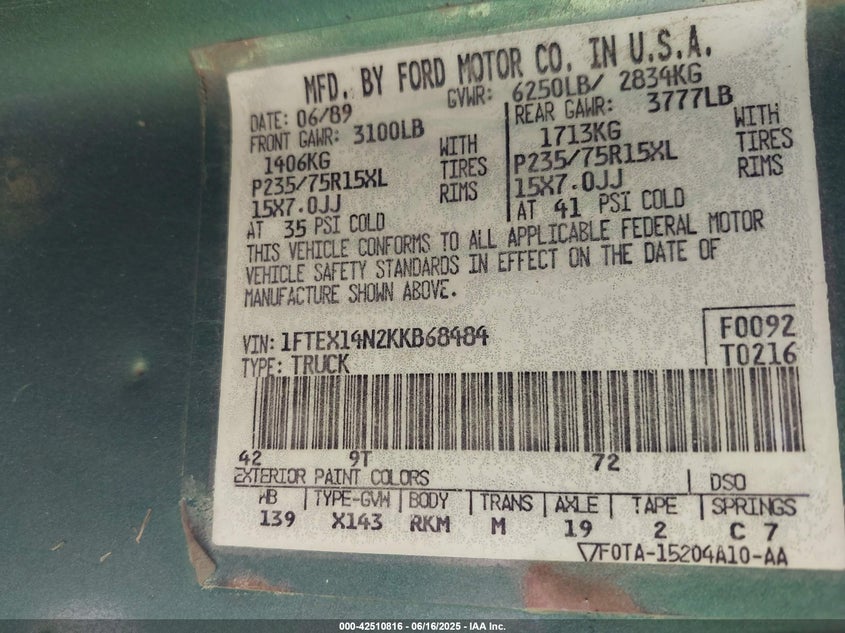 MFD. BY FORD MOTOR CO. IN U.S.A.
DATE: 06/89 GVWR: 6250LB/ 2834KG
FRONT GAWR: 3100LB REAR GAWR: 3777LB
1406KG WITH 1713KG WITH
P235/75R15XL TIRES P235/75R15XL TIRES
15X7.0JJ RIMS 15X7.0JJ RIMS
AT 35 PSI COLD AT 41 PSI COLD
THIS VEHICLE CONFORMS TO ALL APPLICABLE FEDERAL MOTOR
VEHICLE SAFETY STANDARDS IN EFFECT ON THE DATE OF
MANUFACTURE SHOWN ABOVE.
VIN: 1FTEX14N2KKB68484 F0092
TYPE: TRUCK T0216
42 9T 72
EXTERIOR PAINT COLORS DSO
WB TYPE-GVW BODY TRANS AXLE TAPE SPRINGS
139 X143 RKM M 19 2 C 7
F0TA-15204A10-AA
000-42510816 - 06/16/2025 - IAA Inc.